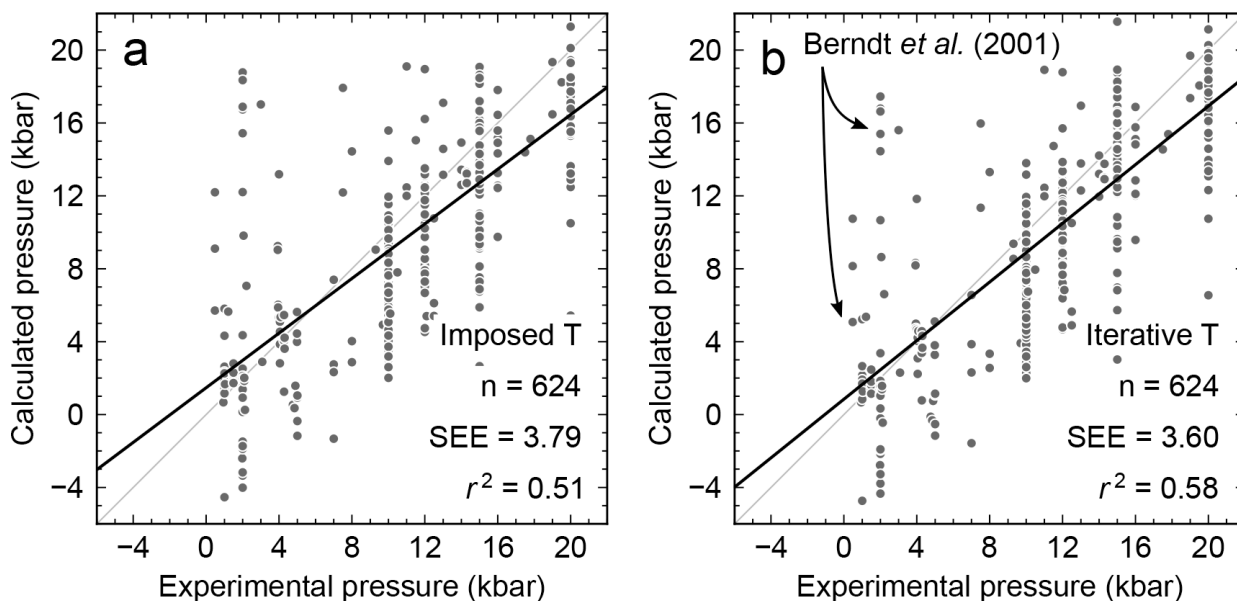 a
Calculated pressure (kbar)
20
16
12
8
4
0
−4
Imposed T
n = 624
SEE = 3.79
r² = 0.51
−4 0 4 8 12 16 20
Experimental pressure (kbar)
b
Berndt et al. (2001)
Calculated pressure (kbar)
20
16
12
8
4
0
−4
Iterative T
n = 624
SEE = 3.60
r² = 0.58
−4 0 4 8 12 16 20
Experimental pressure (kbar)